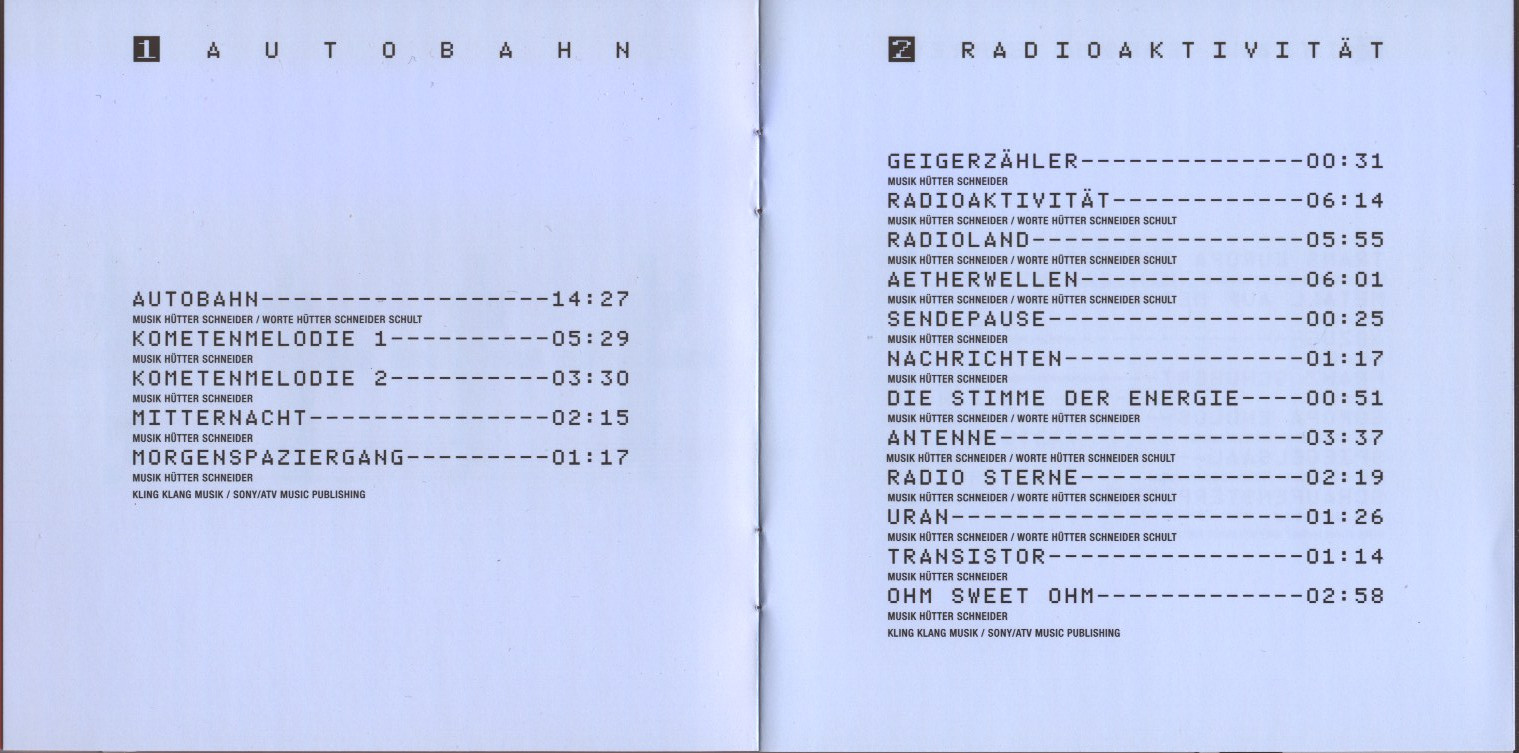 1 AUTOBAHN
AUTOBAHN------------------14:27
MUSIK HÜTTER SCHNEIDER / WORTE HÜTTER SCHNEIDER SCHULT
KOMETENMELODIE 1----------05:29
MUSIK HÜTTER SCHNEIDER
KOMETENMELODIE 2----------03:30
MUSIK HÜTTER SCHNEIDER
MITTERNACHT---------------02:15
MUSIK HÜTTER SCHNEIDER
MORGENSPAZIERGANG---------01:17
MUSIK HÜTTER SCHNEIDER
KLING KLANG MUSIK / SONY/ATV MUSIC PUBLISHING
2 RADIOAKTIVITÄT
GEIGERZÄHLER--------------00:31
MUSIK HÜTTER SCHNEIDER
RADIOAKTIVITÄT------------06:14
MUSIK HÜTTER SCHNEIDER / WORTE HÜTTER SCHNEIDER SCHULT
RADIOLAND-----------------05:55
MUSIK HÜTTER SCHNEIDER / WORTE HÜTTER SCHNEIDER SCHULT
AETHERWELLEN--------------06:01
MUSIK HÜTTER SCHNEIDER / WORTE HÜTTER SCHNEIDER SCHULT
SENDEPAUSE----------------00:25
MUSIK HÜTTER SCHNEIDER
NACHRICHTEN---------------01:17
MUSIK HÜTTER SCHNEIDER
DIE STIMME DER ENERGIE----00:51
MUSIK HÜTTER SCHNEIDER / WORTE HÜTTER SCHNEIDER
ANTENNE-------------------03:37
MUSIK HÜTTER SCHNEIDER / WORTE HÜTTER SCHNEIDER SCHULT
RADIO STERNE--------------02:19
MUSIK HÜTTER SCHNEIDER / WORTE HÜTTER SCHNEIDER SCHULT
URAN----------------------01:26
MUSIK HÜTTER SCHNEIDER / WORTE HÜTTER SCHNEIDER SCHULT
TRANSISTOR----------------01:14
MUSIK HÜTTER SCHNEIDER
OHM SWEET OHM-------------02:58
MUSIK HÜTTER SCHNEIDER
KLING KLANG MUSIK / SONY/ATV MUSIC PUBLISHING